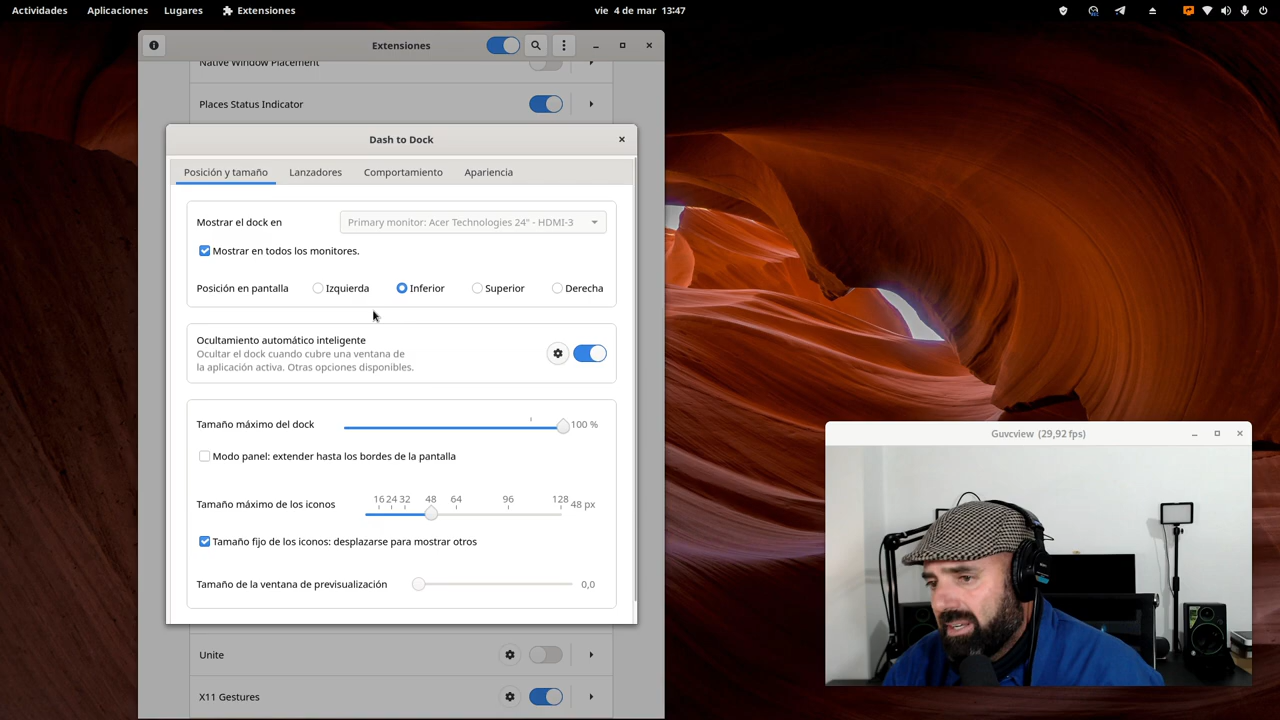 Actividades Aplicaciones Lugares Extensiones vie 4 de mar 13:47
Extensiones
Native Window Placement
Places Status Indicator
Dash to Dock
Posición y tamaño Lanzadores Comportamiento Apariencia
Mostrar el dock en Primary monitor: Acer Technologies 24" - HDMI-3
Mostrar en todos los monitores.
Posición en pantalla Izquierda Inferior Superior Derecha
Ocultamiento automático inteligente
Ocultar el dock cuando cubre una ventana de
la aplicación activa. Otras opciones disponibles.
Tamaño máximo del dock 100 %
Modo panel: extender hasta los bordes de la pantalla
16 24 32 48 64 96 128
Tamaño máximo de los iconos 48 px
Tamaño fijo de los iconos: desplazarse para mostrar otros
Tamaño de la ventana de previsualización 0,0
Unite
X11 Gestures
Guvcview (29,92 fps)